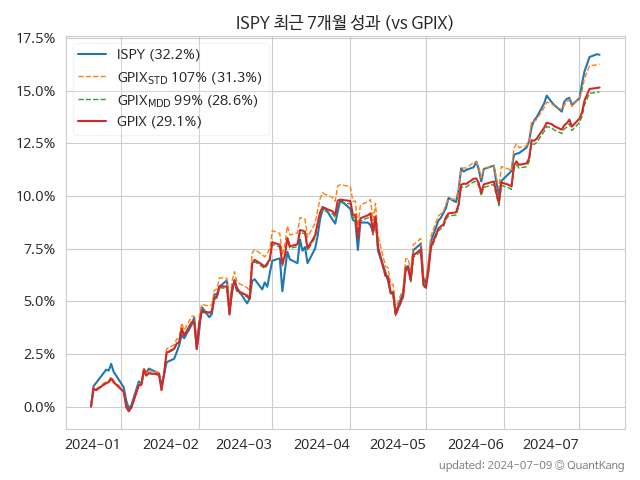 ISPY 최근 7개월 성과 (vs GPIX)
17.5%
15.0%
12.5%
10.0%
7.5%
5.0%
2.5%
0.0%
ISPY (32.2%)
GPIX_STD 107% (31.3%)
GPIX_MDD 99% (28.6%)
GPIX (29.1%)
2024-01 2024-02 2024-03 2024-04 2024-05 2024-06 2024-07
updated: 2024-07-09 © QuantKang